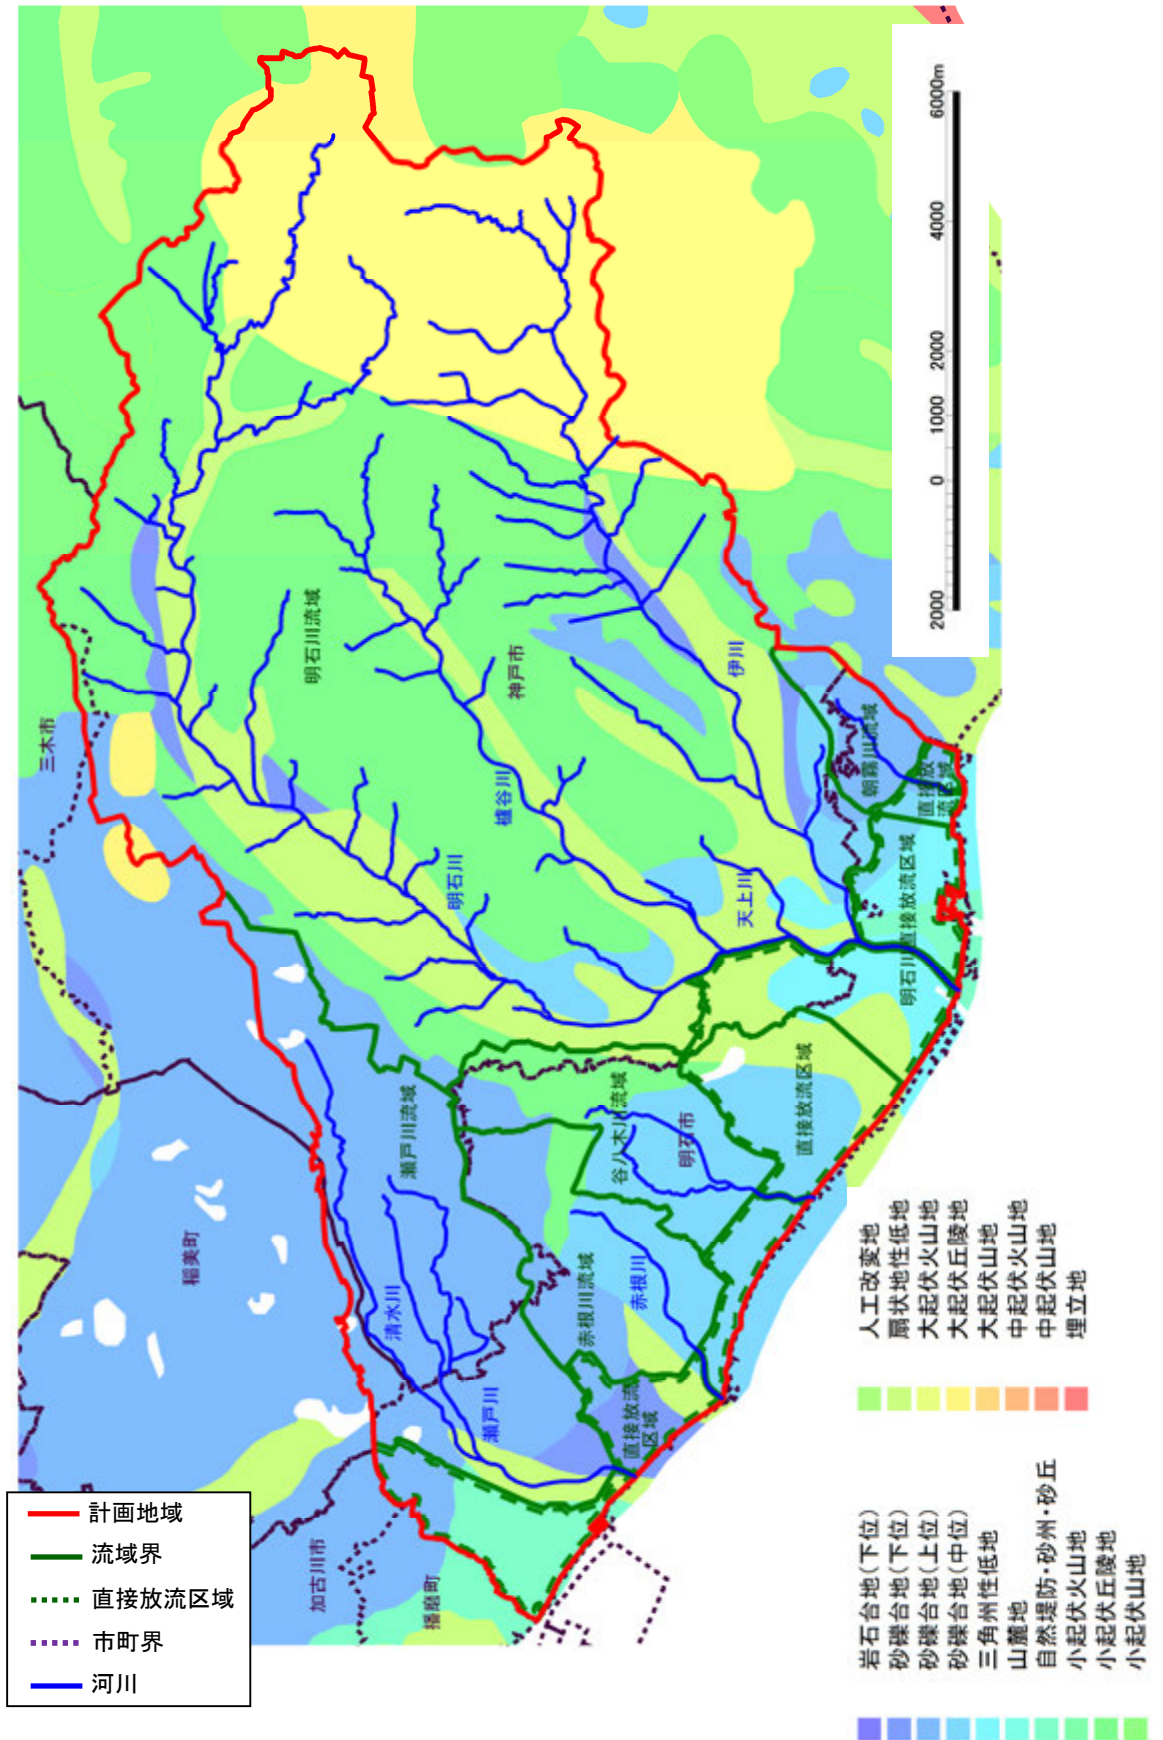 計画地域
流域界
直接放流区域
市町界
河川
三木市
稲美町
加古川市
播磨町
神戸市
明石市
明石川流域
瀬戸川流域
谷八木川流域
赤根川流域
朝霧川流域
直接放流区域
明石川直接放流区域
直接放
流区域
直接放流
区域
明石川
櫨谷川
伊川
天上川
清水川
瀬戸川
赤根川
2000
0
1000
2000
4000
6000m
岩石台地(下位)
砂礫台地(下位)
砂礫台地(上位)
砂礫台地(中位)
三角州性低地
山麓地
自然堤防・砂州・砂丘
小起伏火山地
小起伏丘陵地
小起伏山地
人工改変地
扇状地性低地
大起伏火山地
大起伏丘陵地
大起伏山地
中起伏火山地
中起伏山地
埋立地